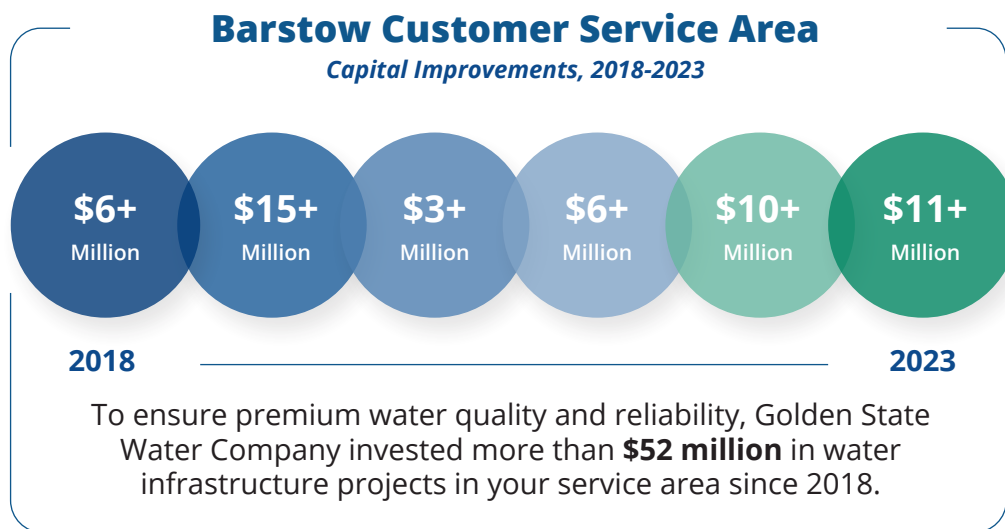 Barstow Customer Service Area
Capital Improvements, 2018-2023
$6+ $15+ $3+ $6+ $10+ $11+
Million Million Million Million Million Million
2018 2023
To ensure premium water quality and reliability, Golden State
Water Company invested more than $52 million in water
infrastructure projects in your service area since 2018.